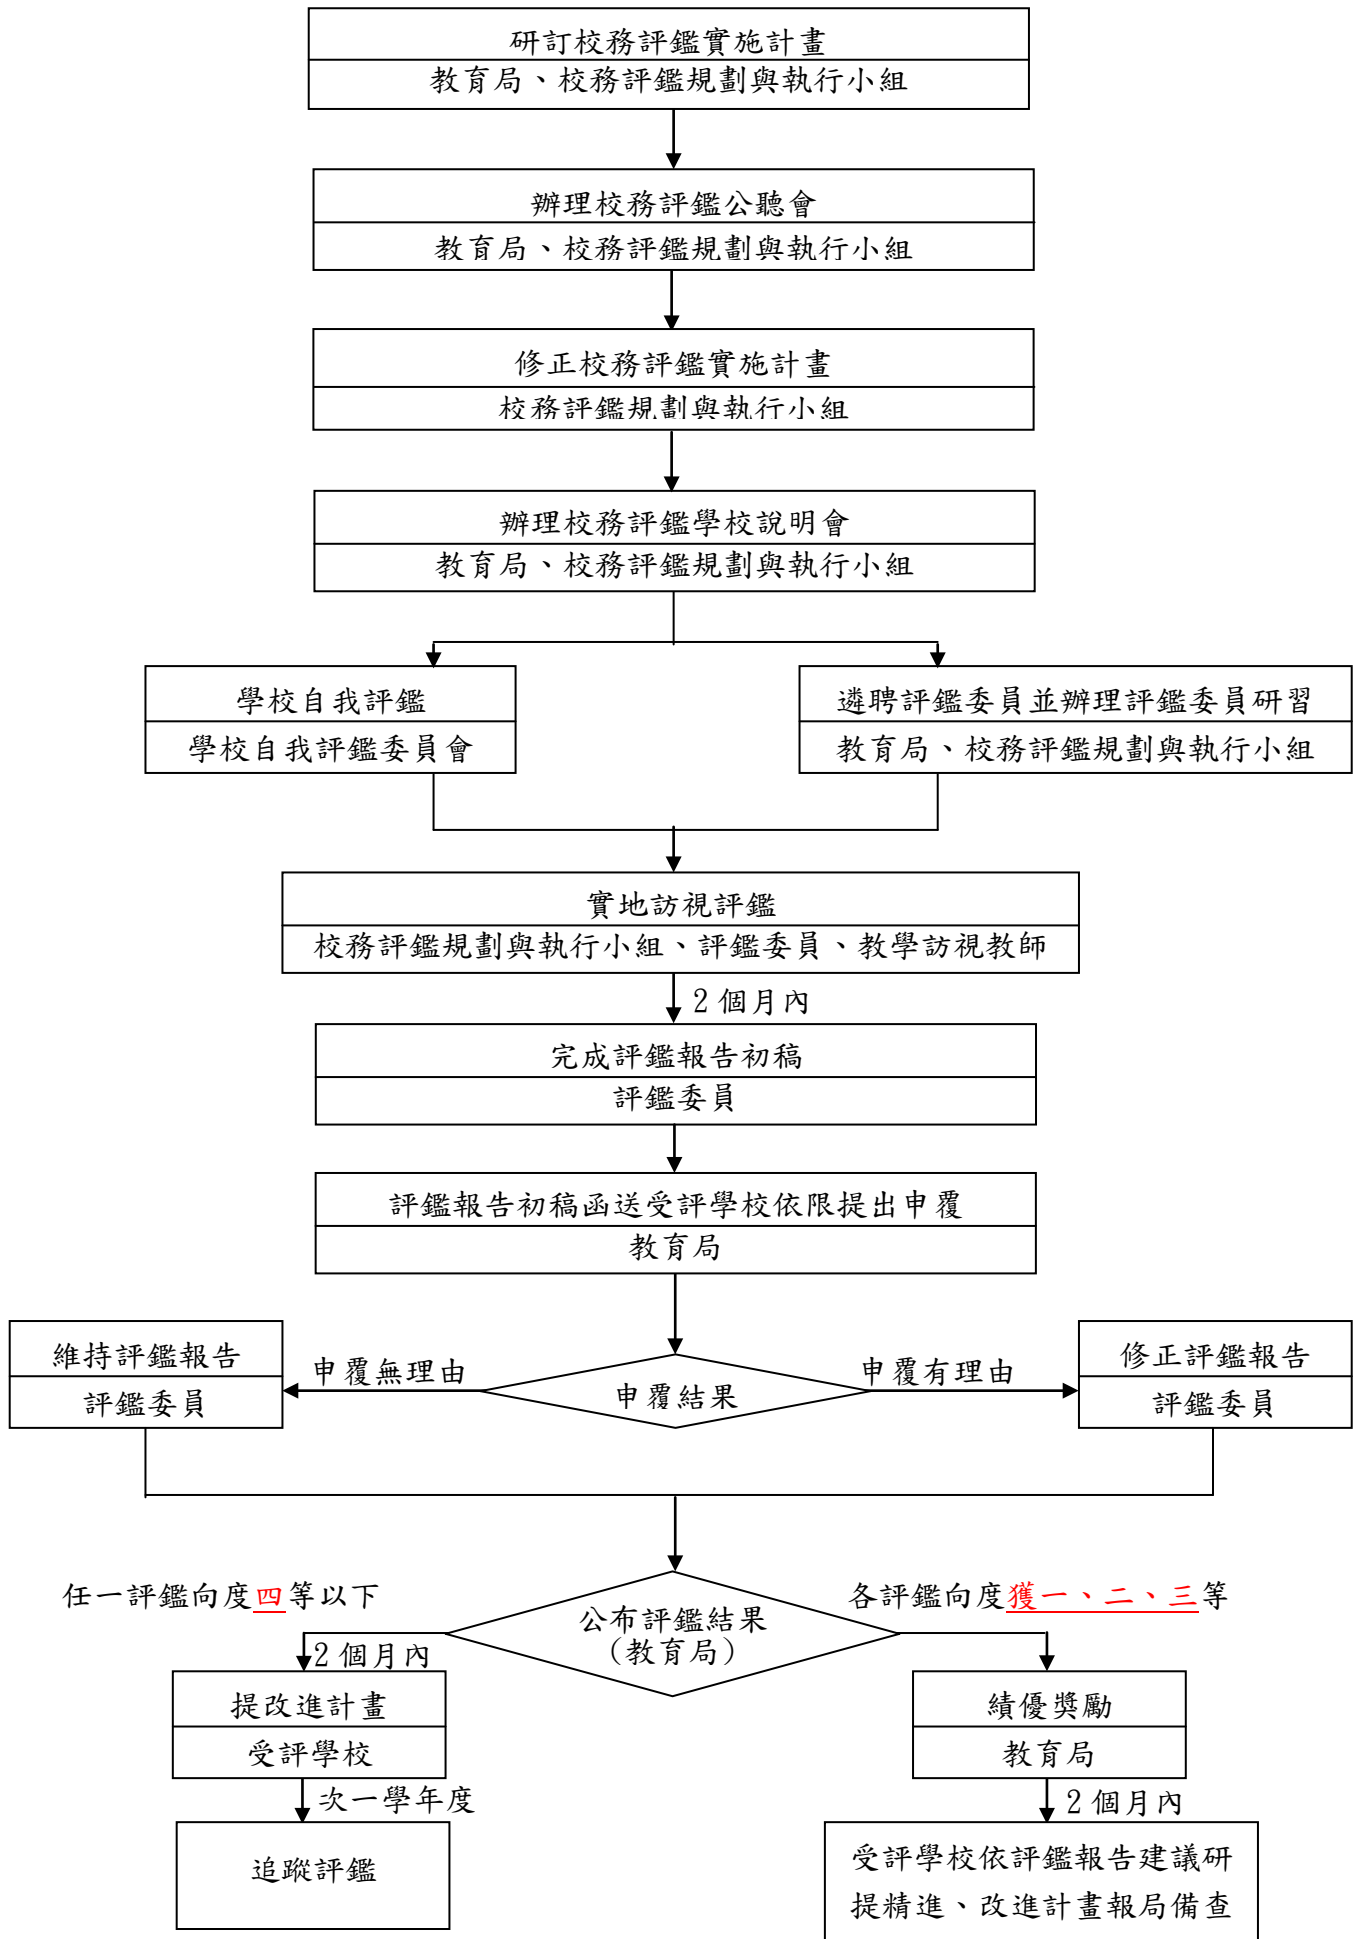 研訂校務評鑑實施計畫
教育局、校務評鑑規劃與執行小組
辦理校務評鑑公聽會
教育局、校務評鑑規劃與執行小組
修正校務評鑑實施計畫
校務評鑑規劃與執行小組
辦理校務評鑑學校說明會
教育局、校務評鑑規劃與執行小組
學校自我評鑑
學校自我評鑑委員會
遴聘評鑑委員並辦理評鑑委員研習
教育局、校務評鑑規劃與執行小組
實地訪視評鑑
校務評鑑規劃與執行小組、評鑑委員、教學訪視教師
2 個月內
完成評鑑報告初稿
評鑑委員
評鑑報告初稿函送受評學校依限提出申覆
教育局
維持評鑑報告
評鑑委員
申覆無理由
申覆結果
申覆有理由
修正評鑑報告
評鑑委員
任一評鑑向度四等以下
公布評鑑結果
（教育局）
各評鑑向度獲一、二、三等
2 個月內
提改進計畫
受評學校
次一學年度
追蹤評鑑
績優獎勵
教育局
2 個月內
受評學校依評鑑報告建議研
提精進、改進計畫報局備查